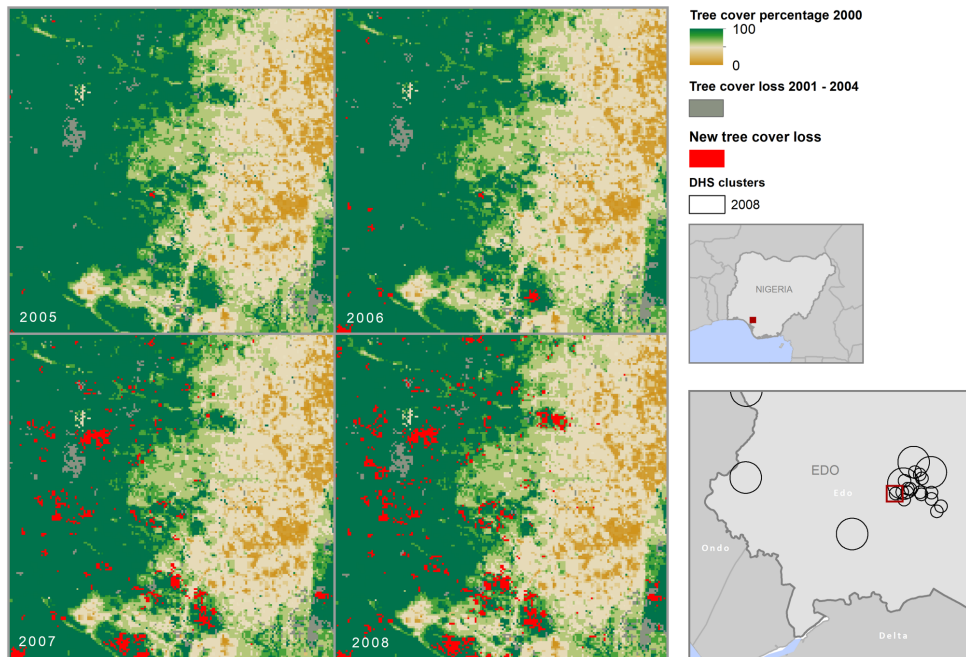 2005
2006
2007
2008
Tree cover percentage 2000
100
0
Tree cover loss 2001 - 2004
New tree cover loss
DHS clusters
2008
NIGERIA
EDO
Edo
Ondo
Delta